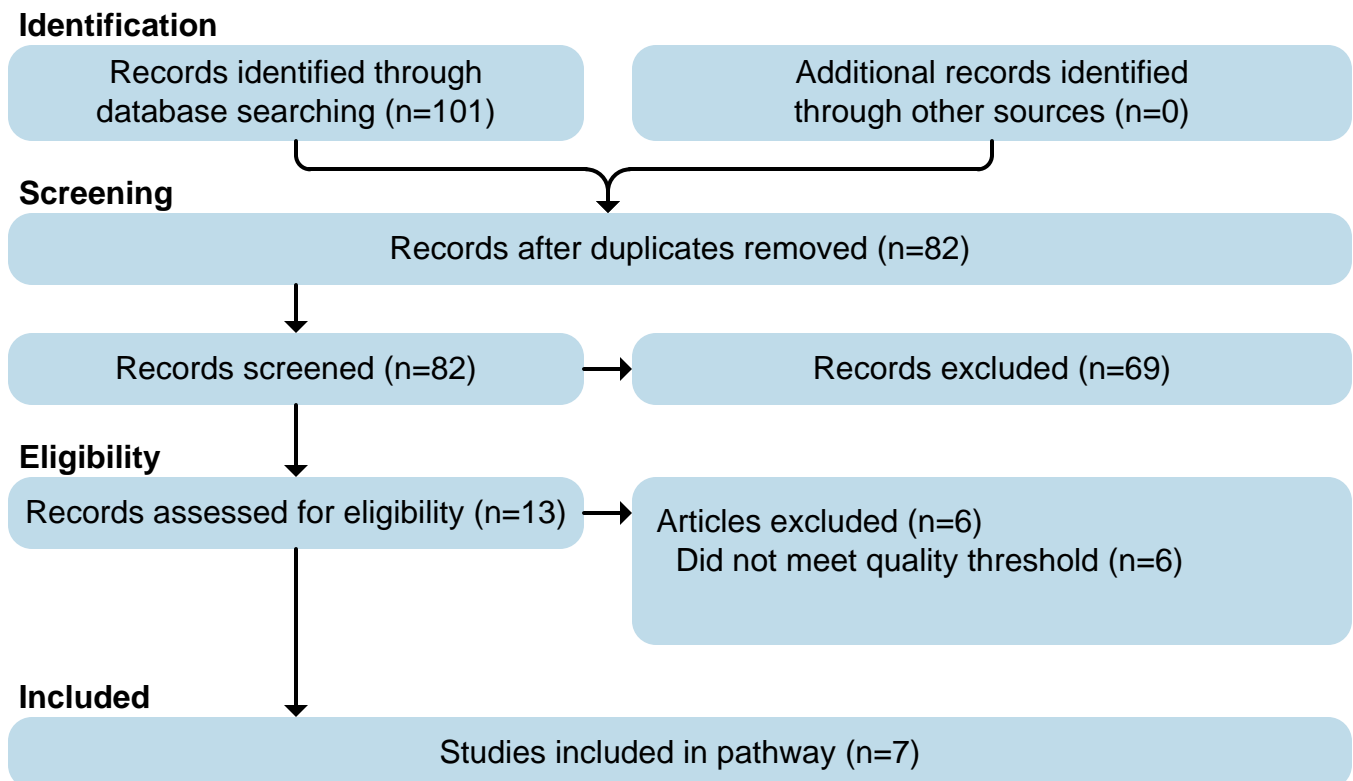 Identification
Records identified through
database searching (n=101)
Additional records identified
through other sources (n=0)
Screening
Records after duplicates removed (n=82)
Records screened (n=82)
Records excluded (n=69)
Eligibility
Records assessed for eligibility (n=13)
Articles excluded (n=6)
Did not meet quality threshold (n=6)
Included
Studies included in pathway (n=7)